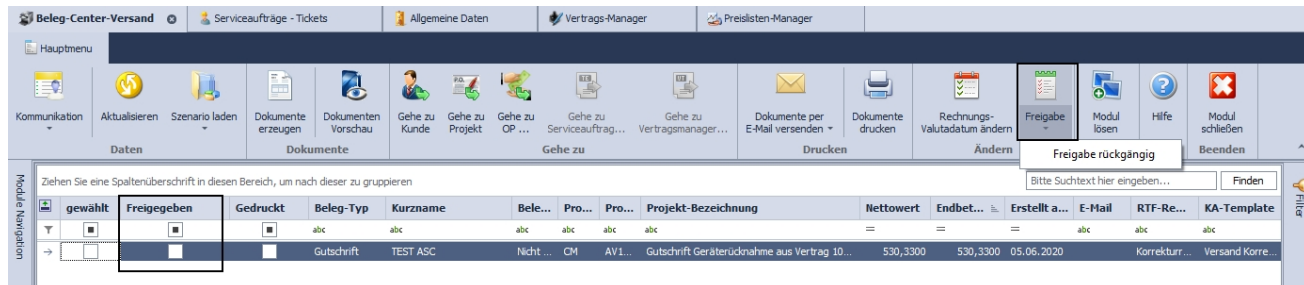 Beleg-Center-Versand Serviceaufträge - Tickets Allgemeine Daten Vertrags-Manager Preislisten-Manager
Hauptmenu
Kommunikation Aktualisieren Szenario laden Dokumente erzeugen Dokumenten Vorschau Gehe zu Kunde Gehe zu Projekt Gehe zu OP ... Gehe zu Serviceauftrag... Gehe zu Vertragsmanager... Dokumente per E-Mail versenden Dokumente drucken Rechnungs-Valutadatum ändern Freigabe Modul lösen Hilfe Modul schließen
Daten Dokumente Gehe zu Drucken Ändern Beenden
Freigabe rückgängig
Module Navigation
Ziehen Sie eine Spaltenüberschrift in diesen Bereich, um nach dieser zu gruppieren Bitte Suchtext hier eingeben... Finden
Filter
gewählt Freigegeben Gedruckt Beleg-Typ Kurzname Bele... Pro... Pro... Projekt-Bezeichnung Nettowert Endbet... Erstellt a... E-Mail RTF-Re... KA-Template
abc abc abc abc abc abc = = = abc abc abc
Gutschrift TEST ASC Nicht ... CM AV1... Gutschrift Geräterücknahme aus Vertrag 10... 530,3300 530,3300 05.06.2020 Korrekturr... Versand Korre...